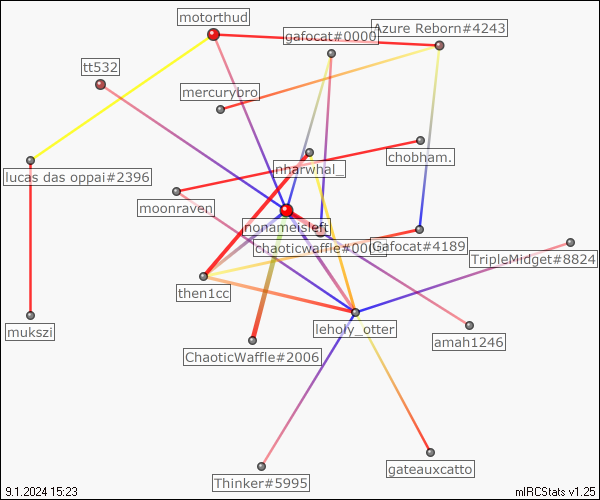 motorthud
Azure Reborn#4243
gafocat#0000
tt532
mercurybro
chobham.
nharwhal_
lucas das oppai#2396
moonraven
nonameisleft
chaoticwaffle#00
Gafocat#4189
TripleMidget#8824
then1cc
mukszi
leholy_otter
amah1246
ChaoticWaffle#2006
gateauxcatto
Thinker#5995
9.1.2024 15:23
mIRCStats v1.25